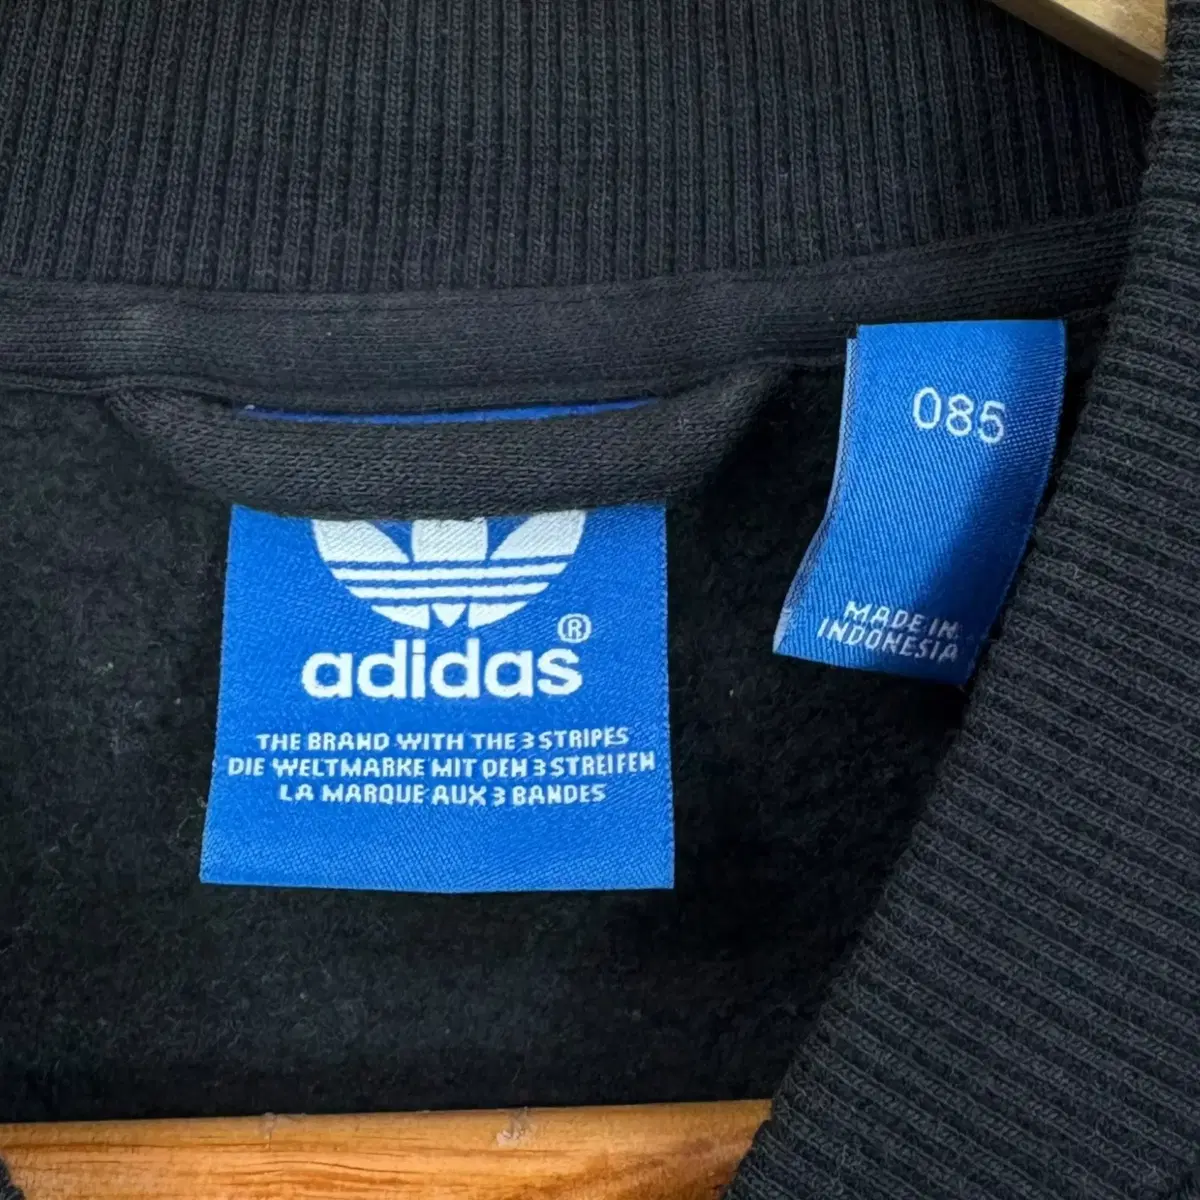 085
MADE IN
INDONESIA
®
adidas
THE BRAND WITH THE 3 STRIPES
DIE WELTMARKE MIT DEN 3 STREIFEN
LA MARQUE AUX 3 BANDES